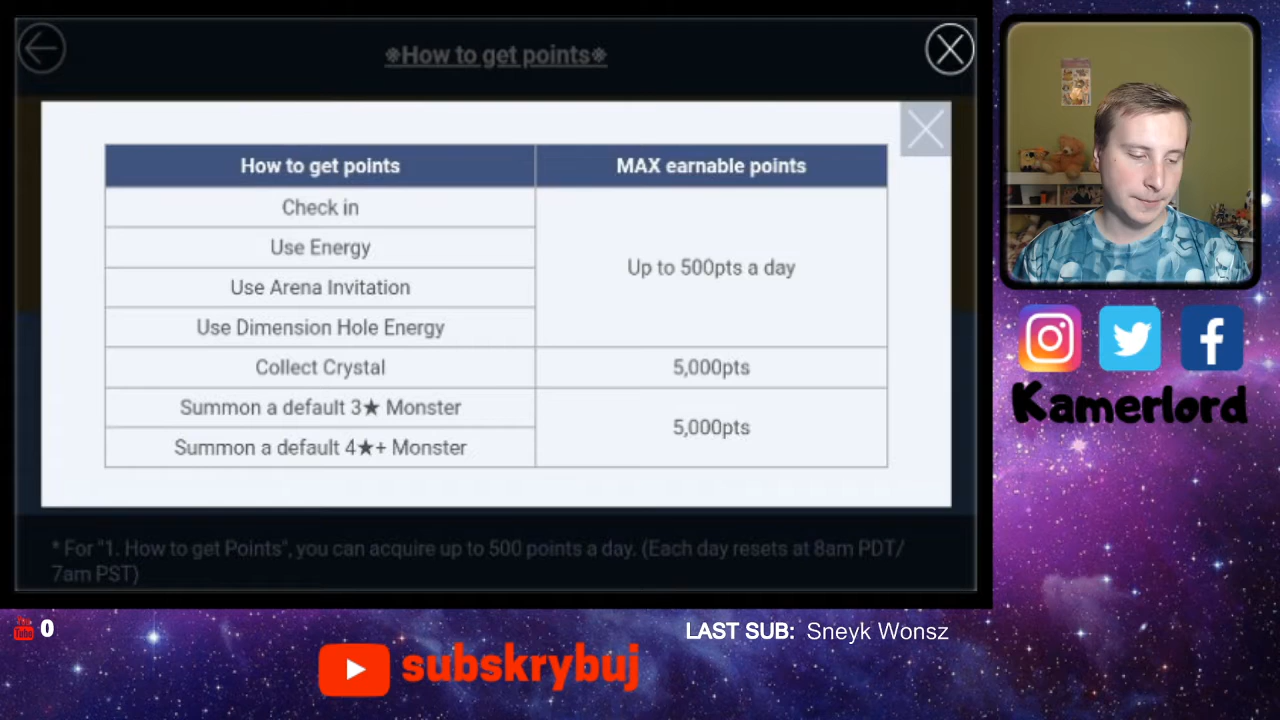 ※How to get points※
How to get points
MAX earnable points
Check in
Use Energy
Use Arena Invitation
Use Dimension Hole Energy
Up to 500pts a day
Collect Crystal
5,000pts
Summon a default 3★ Monster
Summon a default 4★+ Monster
5,000pts
* For "1. How to get Points", you can acquire up to 500 points a day. (Each day resets at 8am PDT/
7am PST)
Kamerlord
You Tube
0
LAST SUB: Sneyk Wonsz
subskrybuj